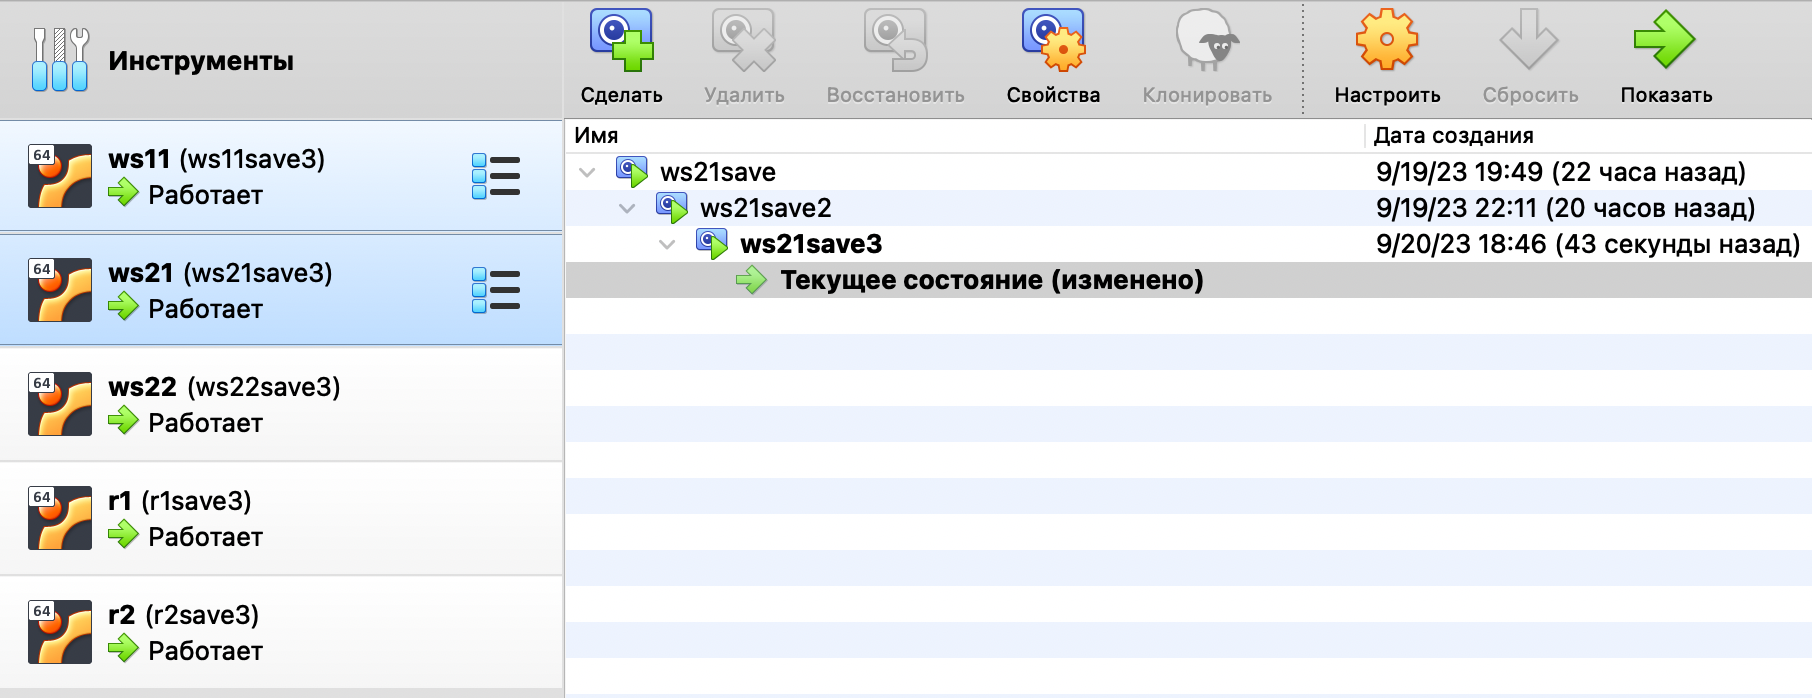 Инструменты
Сделать
Удалить
Восстановить
Свойства
Клонировать
Настроить
Сбросить
Показать
64
ws11 (ws11save3)
Работает
64
ws21 (ws21save3)
Работает
64
ws22 (ws22save3)
Работает
64
r1 (r1save3)
Работает
64
r2 (r2save3)
Работает
Имя Дата создания
ws21save 9/19/23 19:49 (22 часа назад)
ws21save2 9/19/23 22:11 (20 часов назад)
ws21save3 9/20/23 18:46 (43 секунды назад)
Текущее состояние (изменено)